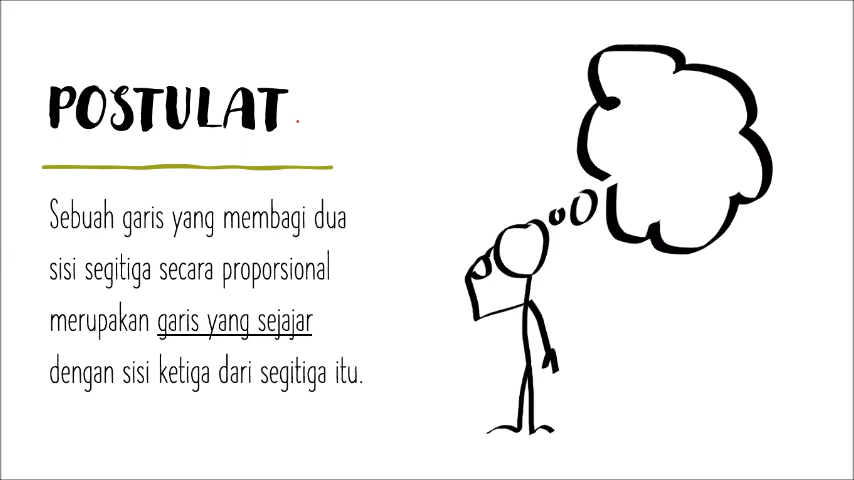 POSTULAT
Sebuah garis yang membagi dua
sisi segitiga secara proporsional
merupakan garis yang sejajar
dengan sisi ketiga dari segitiga itu.